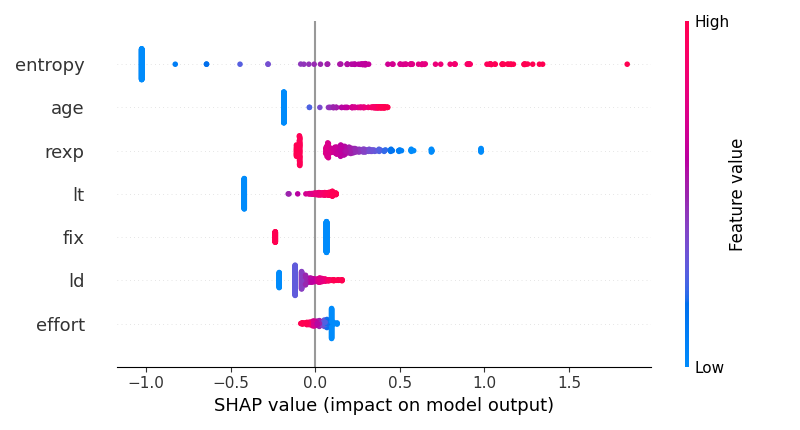 High
entropy
age
rexp
lt
fix
ld
effort
Feature value
Low
−1.0 −0.5 0.0 0.5 1.0 1.5
SHAP value (impact on model output)